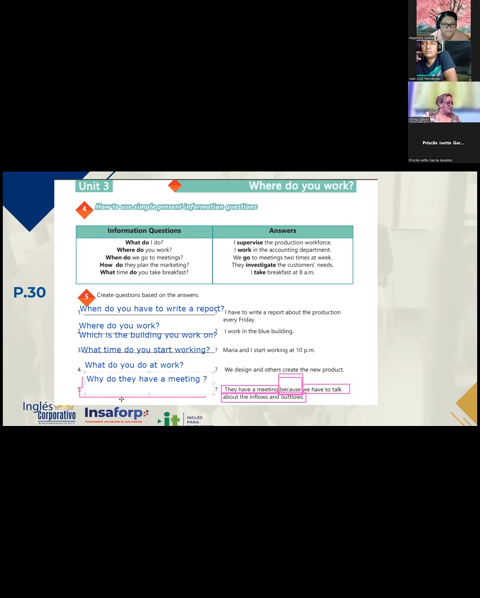 Priscila Ivette Gar...
Unit 3
Where do you work?
4
How to use simple present information questions
Information Questions
Answers
What do I do?
Where do you work?
When do we go to meetings?
How do they plan the marketing?
What time do you take breakfast?
I supervise the production workforce.
I work in the accounting department.
We go to meetings two times at week.
They investigate the customers' needs.
I take breakfast at 8 a.m.
P.30
5
Create questions based on the answers.
When do you have to write a report?
1. ? I have to write a report about the production
every Friday.
Where do you work?
Which is the building you work on?
2. ? I work in the blue building.
3. What time do you start working? ? Maria and I start working at 10 p.m.
What do you do at work?
4. ? We design and others create the new product.
Why do they have a meeting ?
5. ? They have a meeting because we have to talk
about the inflows and outflows.
Inglés
Corporativo
Insaforp
it
INGLÉS
PARA